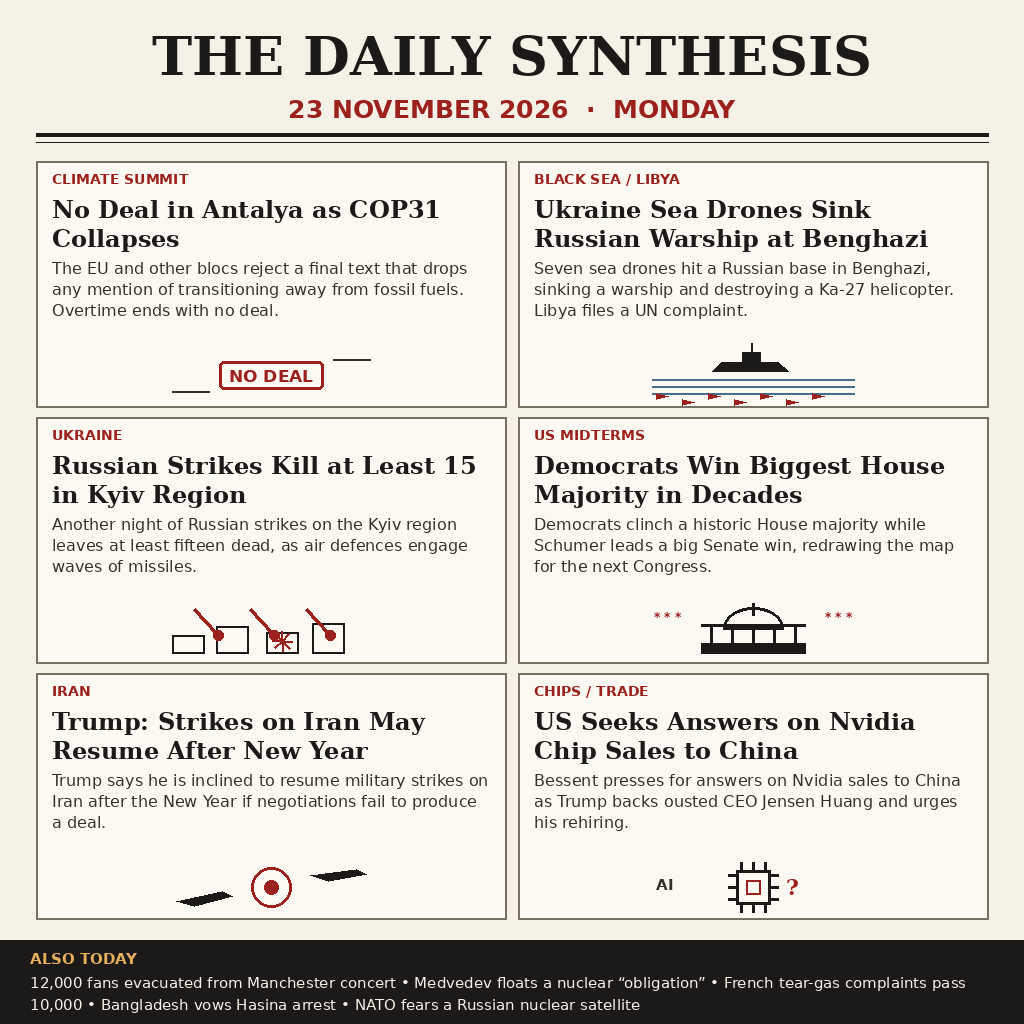 THE DAILY SYNTHESIS
23 NOVEMBER 2026 · MONDAY
CLIMATE SUMMIT
No Deal in Antalya as COP31
Collapses
The EU and other blocs reject a final text that drops
any mention of transitioning away from fossil fuels.
Overtime ends with no deal.
NO DEAL
BLACK SEA / LIBYA
Ukraine Sea Drones Sink
Russian Warship at Benghazi
Seven sea drones hit a Russian base in Benghazi,
sinking a warship and destroying a Ka-27 helicopter.
Libya files a UN complaint.
UKRAINE
Russian Strikes Kill at Least 15
in Kyiv Region
Another night of Russian strikes on the Kyiv region
leaves at least fifteen dead, as air defences engage
waves of missiles.
US MIDTERMS
Democrats Win Biggest House
Majority in Decades
Democrats clinch a historic House majority while
Schumer leads a big Senate win, redrawing the map
for the next Congress.
* * * * * *
IRAN
Trump: Strikes on Iran May
Resume After New Year
Trump says he is inclined to resume military strikes on
Iran after the New Year if negotiations fail to produce
a deal.
CHIPS / TRADE
US Seeks Answers on Nvidia
Chip Sales to China
Bessent presses for answers on Nvidia sales to China
as Trump backs ousted CEO Jensen Huang and urges
his rehiring.
AI ?
ALSO TODAY
12,000 fans evacuated from Manchester concert • Medvedev floats a nuclear “obligation” • French tear-gas complaints pass
10,000 • Bangladesh vows Hasina arrest • NATO fears a Russian nuclear satellite